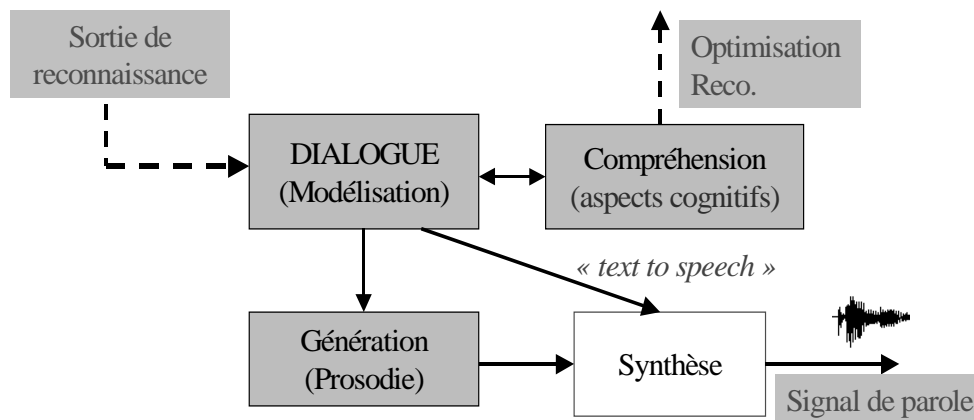 Sortie de
reconnaissance
Optimisation
Reco.
DIALOGUE
(Modélisation)
Compréhension
(aspects cognitifs)
« text to speech »
Génération
(Prosodie)
Synthèse
Signal de parole